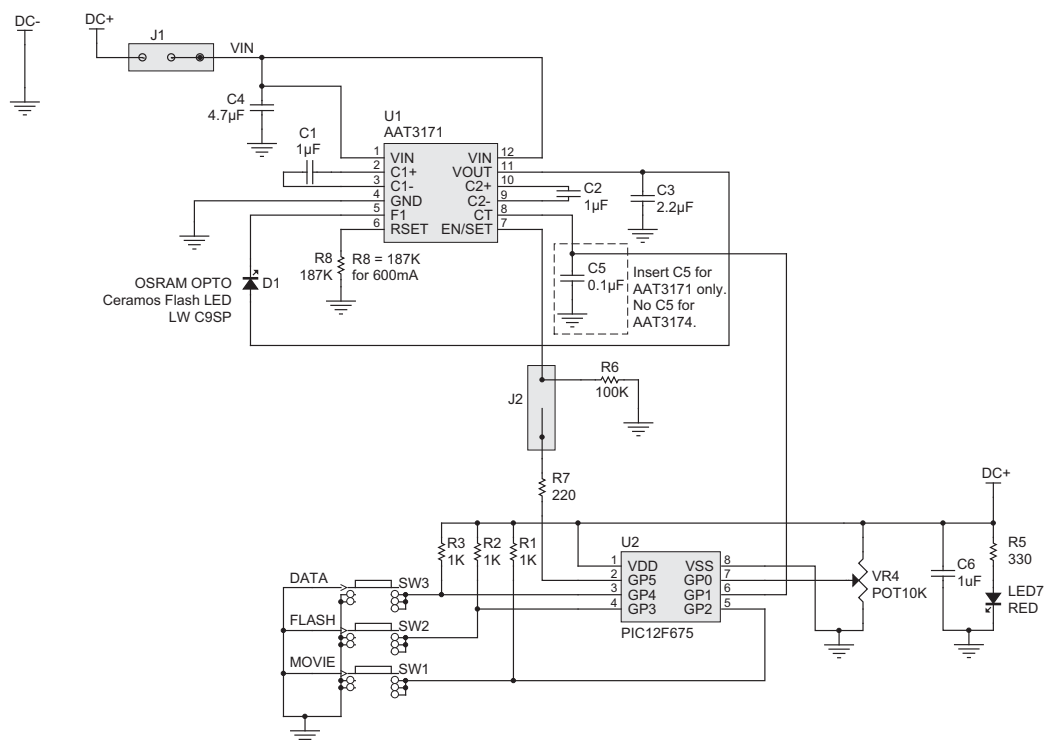 DC-
DC+
J1
VIN
C4
4.7µF
U1
AAT3171
C1
1µF
1 VIN
2 C1+
3 C1-
4 GND
5 F1
6 RSET
VIN 12
VOUT 11
C2+ 10
C2- 9
CT 8
EN/SET 7
C2
1µF
C3
2.2µF
R8
187K
R8 = 187K
for 600mA
C5
0.1µF
Insert C5 for
AAT3171 only.
No C5 for
AAT3174.
OSRAM OPTO
Ceramos Flash LED
LW C9SP
D1
J2
R6
100K
R7
220
DC+
R3
1K
R2
1K
R1
1K
U2
1 VDD
2 GP5
3 GP4
4 GP3
VSS 8
GP0 7
GP1 6
GP2 5
PIC12F675
VR4
POT10K
C6
1uF
R5
330
LED7
RED
DATA
SW3
FLASH
SW2
MOVIE
SW1